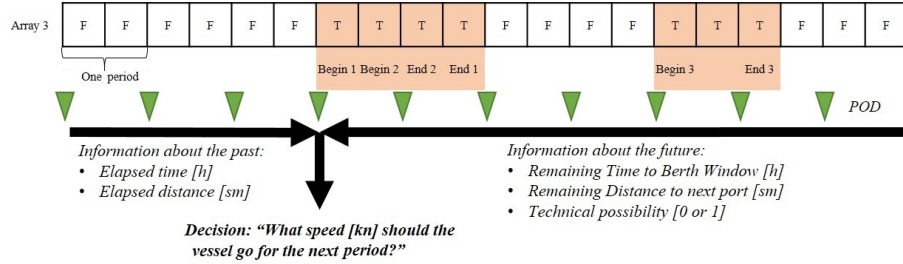 Array 3 F F F F F F T T T T F F F F T T T F F F
Begin 1 Begin 2 End 2 End 1 Begin 3 End 3
One period
POD
Information about the past:
• Elapsed time [h]
• Elapsed distance [sm]
Information about the future:
• Remaining Time to Berth Window [h]
• Remaining Distance to next port [sm]
• Technical possibility [0 or 1]
Decision: “What speed [kn] should the
vessel go for the next period?”